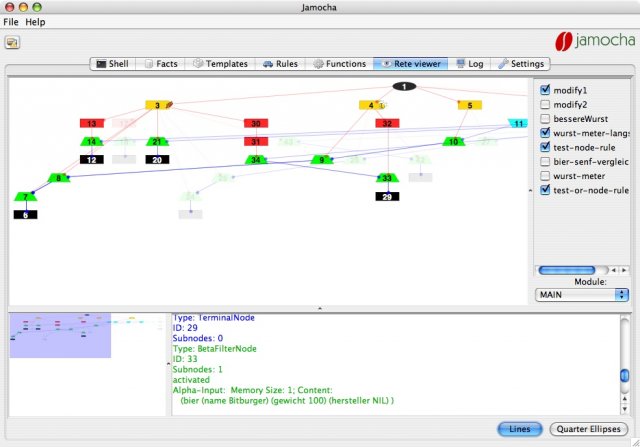 Jamocha
File Help
jamocha
Shell Facts Templates Rules Functions Rete viewer Log Settings
1
3 4 5
13 30 32 11
14 21 31 10
12 20 34 9
8 33
7 29
6
modify1
modify2
bessereWurst
wurst-meter-langs
test-node-rule
bier-senf-vergleic
wurst-meter
test-or-node-rule
Module:
MAIN
Type: TerminalNode
ID: 29
Subnodes: 0
Type: BetaFilterNode
ID: 33
Subnodes: 1
activated
Alpha-Input: Memory Size: 1; Content:
(bier (name Bitburger) (gewicht 100) (hersteller NIL) )
Lines Quarter Ellipses